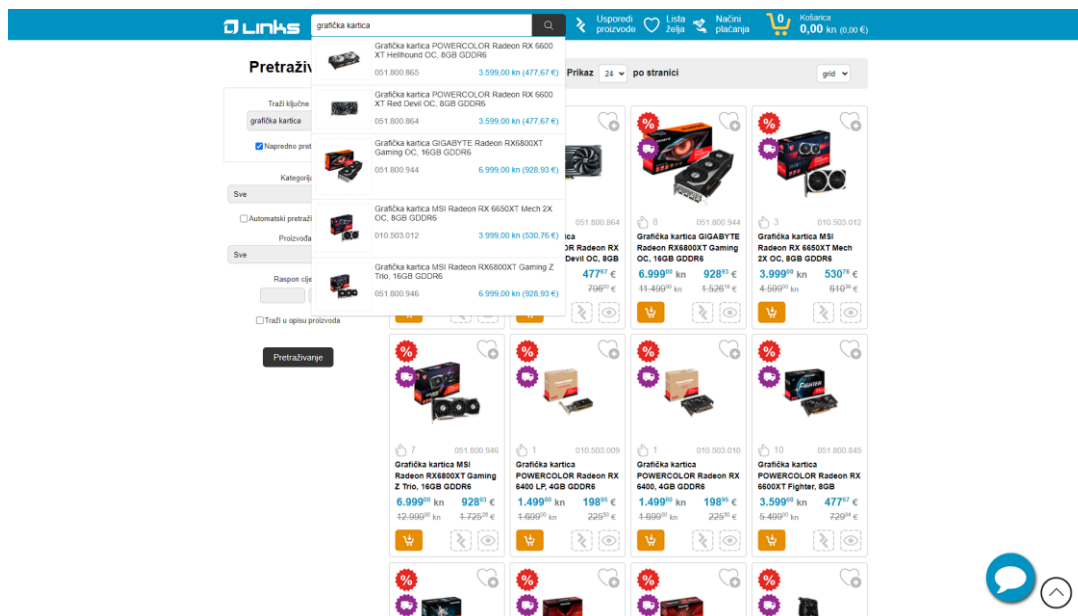 Links
grafička kartica
Usporedi
proizvode
Lista
želja
Načini
plaćanja
0
Košarica
0,00 kn (0,00 €)
Grafička kartica POWERCOLOR Radeon RX 6600
XT Hellhound OC, 8GB GDDR6
051.800.865 3.599,00 kn (477,67 €)
Grafička kartica POWERCOLOR Radeon RX 6600
XT Red Devil OC, 8GB GDDR6
051.800.864 3.599,00 kn (477,67 €)
Grafička kartica GIGABYTE Radeon RX6800XT
Gaming OC, 16GB GDDR6
051.800.944 6.999,00 kn (928,93 €)
Grafička kartica MSI Radeon RX 6650XT Mech 2X
OC, 8GB GDDR6
010.503.012 3.999,00 kn (530,76 €)
Grafička kartica MSI Radeon RX6800XT Gaming Z
Trio, 16GB GDDR6
051.800.946 6.999,00 kn (928,93 €)
Pretraživ
Traži ključne
grafička kartica
Napredno pret
Kategorija
Sve
Automatski pretraži
Proizvođa
Sve
Raspon cije
Traži u opisu proizvoda
Pretraživanje
Prikaz 24 po stranici
grid
051.800.864
ica
OR Radeon RX
Devil OC, 8GB
477⁶⁷ €
% 8 051.800.944
Grafička kartica GIGABYTE
Radeon RX6800XT Gaming
OC, 16GB GDDR6
6.999⁰⁰ kn 928⁹³ €
11.499⁰⁰ kn
% 3 010.503.012
Grafička kartica MSI
Radeon RX 6650XT Mech
2X OC, 8GB GDDR6
3.999⁰⁰ kn 530⁷⁶ €
4.599⁰⁰ kn
% 7 051.800.946
Grafička kartica MSI
Radeon RX6800XT Gaming
Z Trio, 16GB GDDR6
6.999⁰⁰ kn 928⁹³ €
12.999⁰⁰ kn
% 1 010.503.009
Grafička kartica
POWERCOLOR Radeon RX
6400 LP, 4GB GDDR6
1.499⁰⁰ kn 198⁹⁵ €
1.699⁰⁰ kn 225⁵⁰ €
% 1 010.503.010
Grafička kartica
POWERCOLOR Radeon RX
6400, 4GB GDDR6
1.499⁰⁰ kn 198⁹⁵ €
1.699⁰⁰ kn 225⁵⁰ €
% 10 051.800.845
Grafička kartica
POWERCOLOR Radeon RX
6600XT Fighter, 8GB
3.599⁰⁰ kn 477⁶⁷ €
5.499⁰⁰ kn
FIGHTER
%
%
%
%